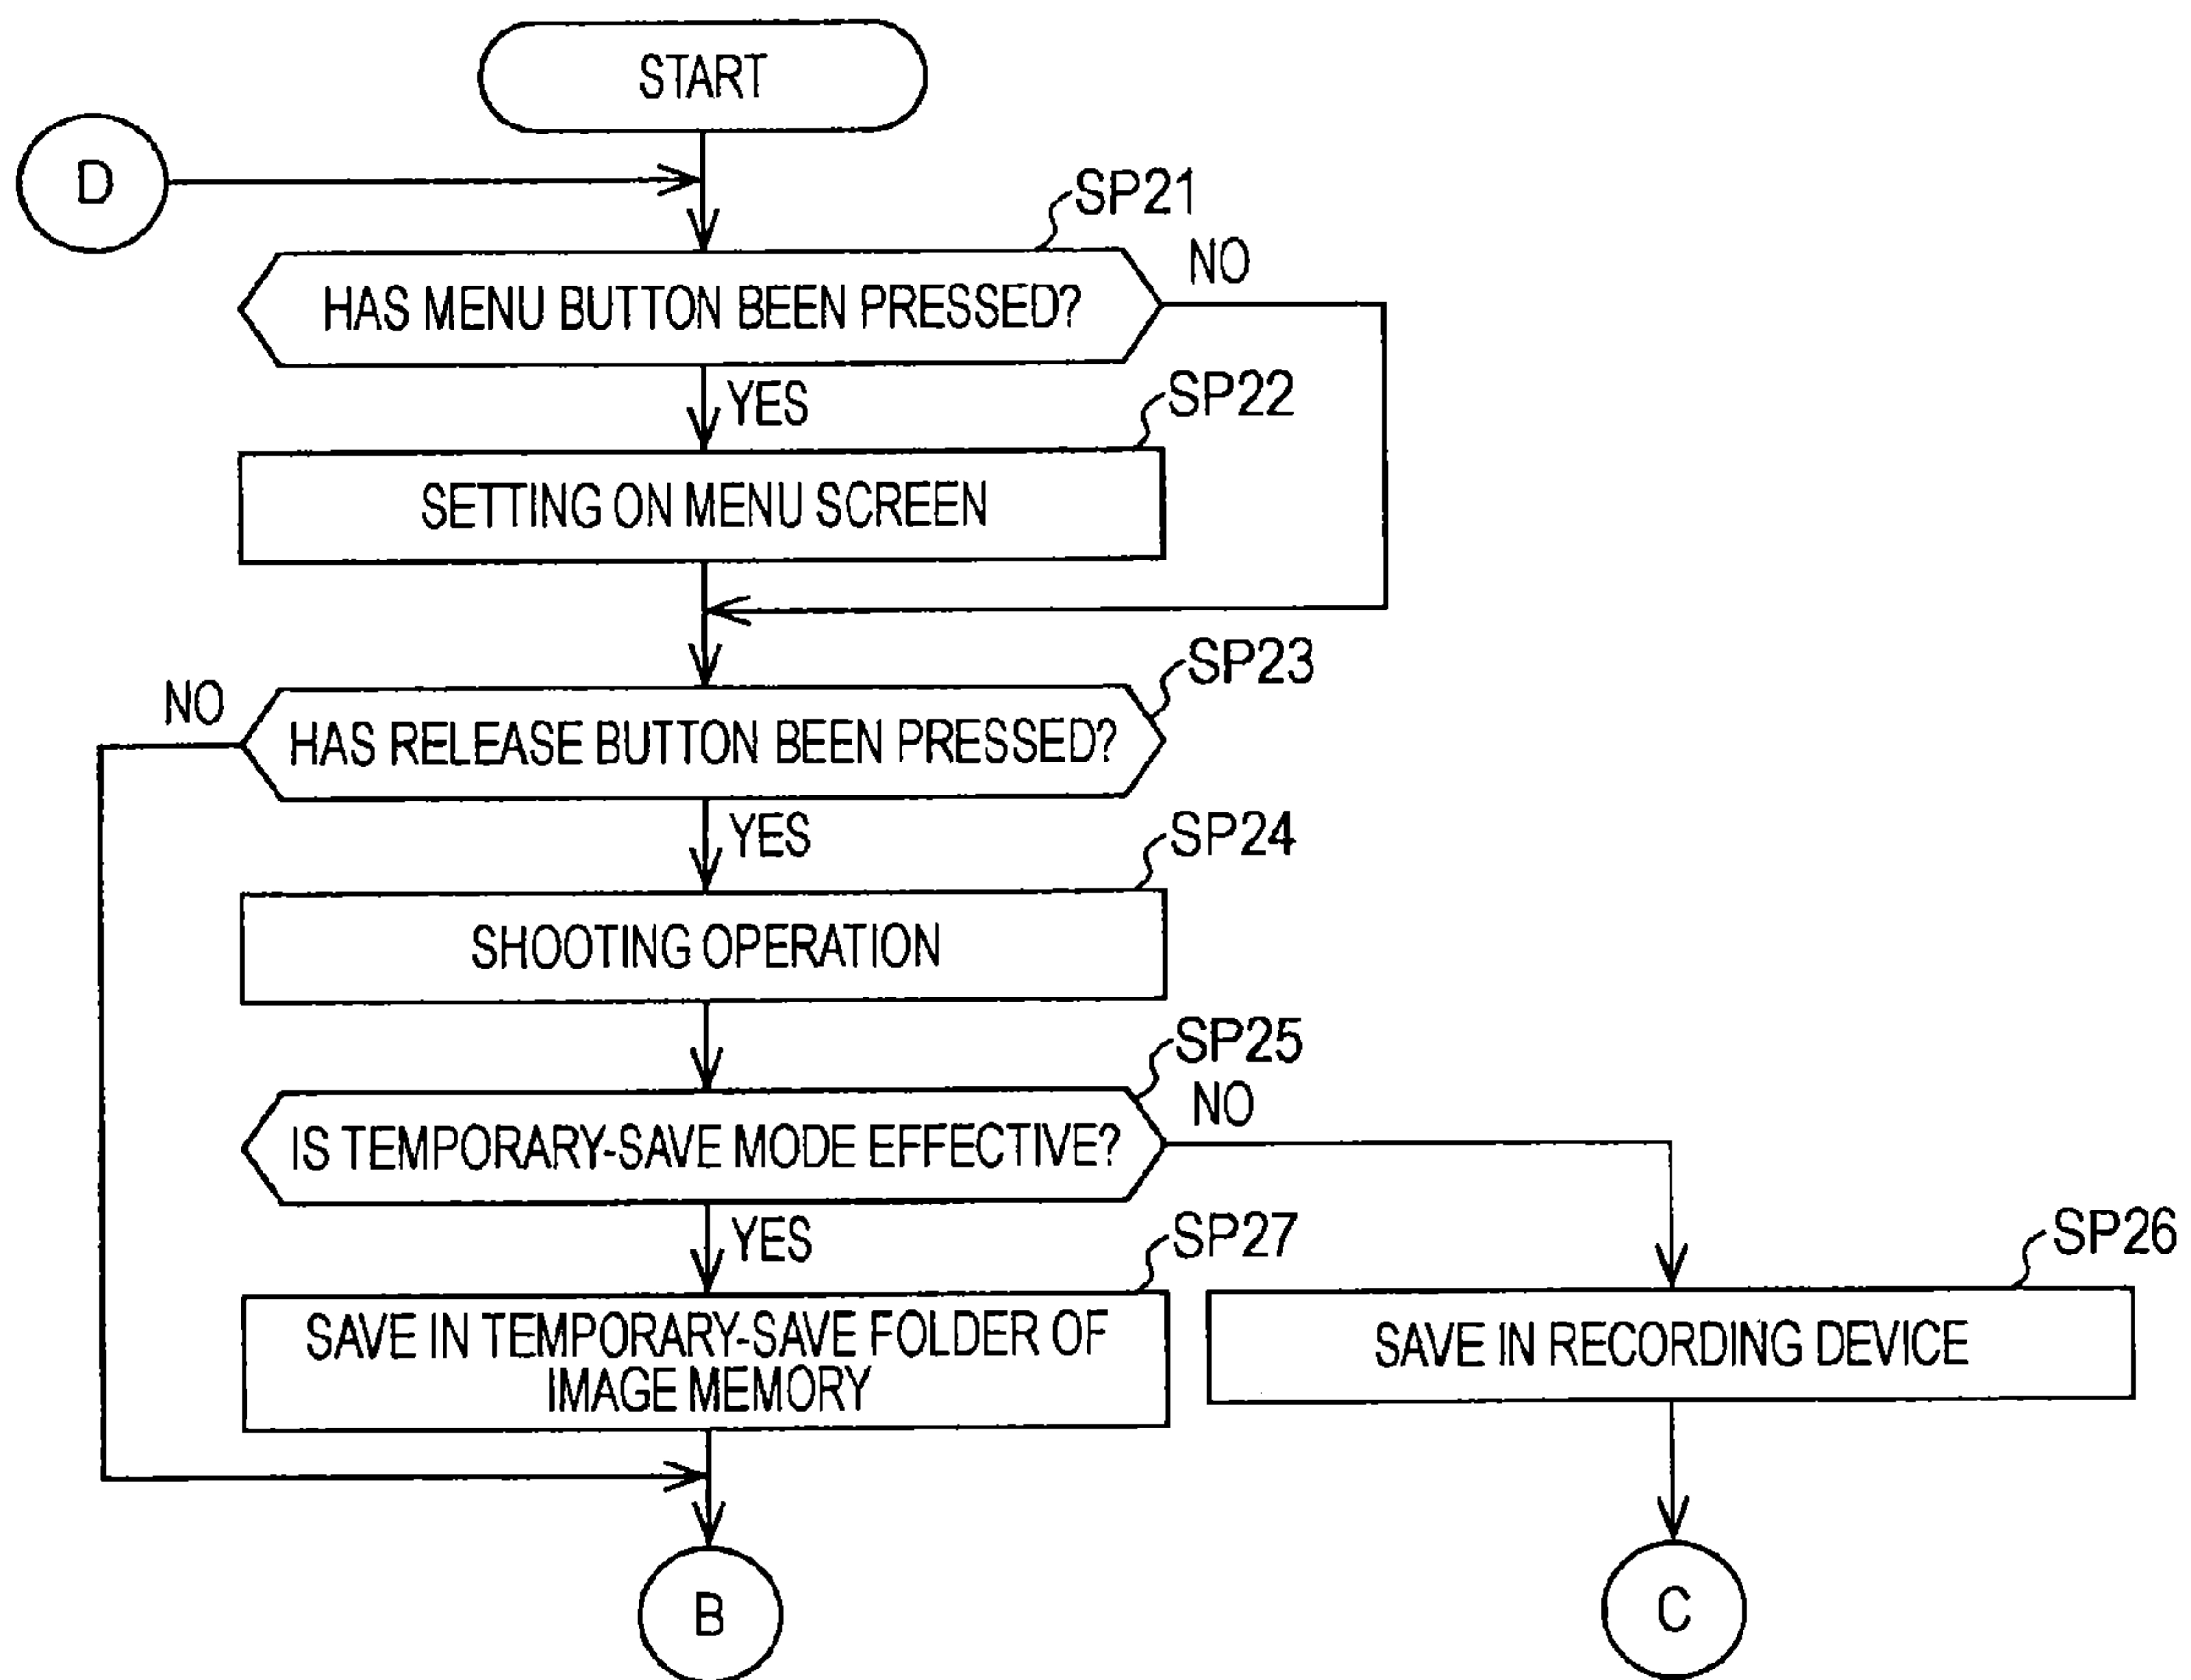 START
D
SP21
HAS MENU BUTTON BEEN PRESSED?
NO
YES
SP22
SETTING ON MENU SCREEN
SP23
NO
HAS RELEASE BUTTON BEEN PRESSED?
YES
SP24
SHOOTING OPERATION
SP25
IS TEMPORARY-SAVE MODE EFFECTIVE?
NO
YES
SP27
SAVE IN TEMPORARY-SAVE FOLDER OF
IMAGE MEMORY
SP26
SAVE IN RECORDING DEVICE
B
C